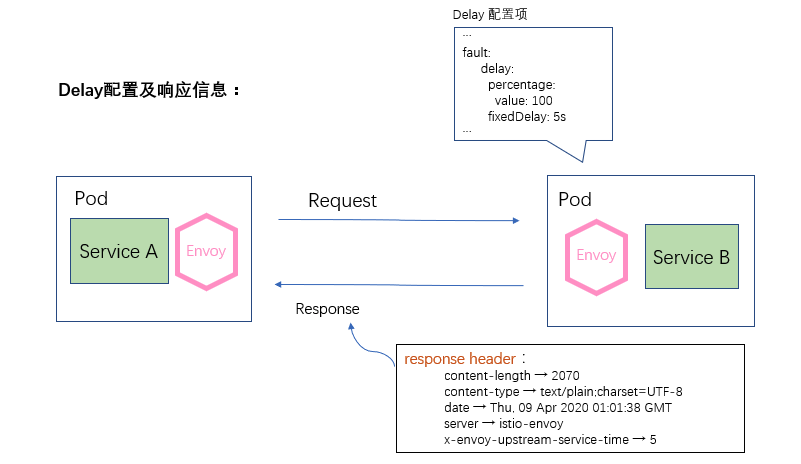 Delay 配置项
...
fault:
delay:
percentage:
value: 100
fixedDelay: 5s
...
Delay配置及响应信息：
Pod
Service A
Envoy
Request
Response
Pod
Envoy
Service B
response header：
content-length → 2070
content-type → text/plain;charset=UTF-8
date → Thu, 09 Apr 2020 01:01:38 GMT
server → istio-envoy
x-envoy-upstream-service-time → 5